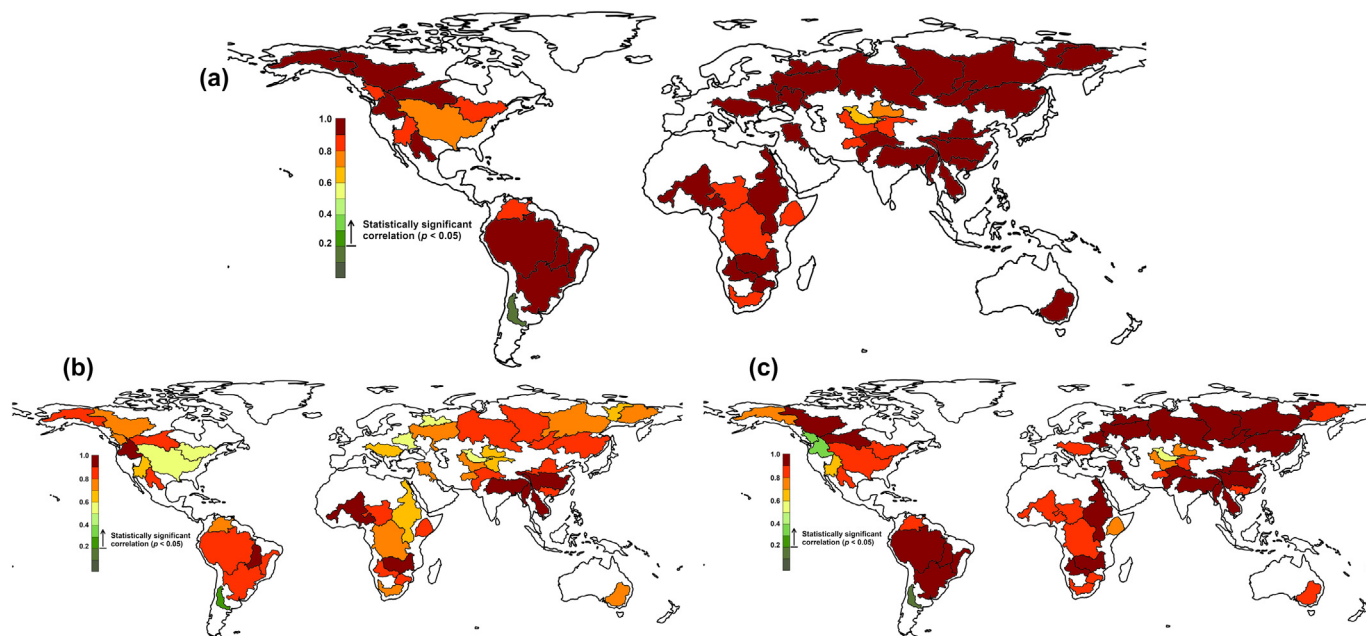 (a)
1.0
0.8
0.6
0.4
0.2
Statistically significant
correlation (p < 0.05)
(b)
1.0
0.8
0.6
0.4
0.2
Statistically significant
correlation (p < 0.05)
(c)
1.0
0.8
0.6
0.4
0.2
Statistically significant
correlation (p < 0.05)